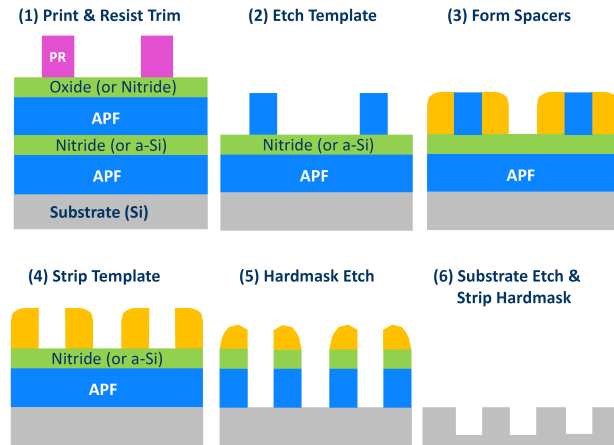 (1) Print & Resist Trim
PR
Oxide (or Nitride)
APF
Nitride (or a-Si)
APF
Substrate (Si)
(2) Etch Template
Nitride (or a-Si)
APF
(3) Form Spacers
APF
(4) Strip Template
Nitride (or a-Si)
APF
(5) Hardmask Etch
(6) Substrate Etch &
Strip Hardmask